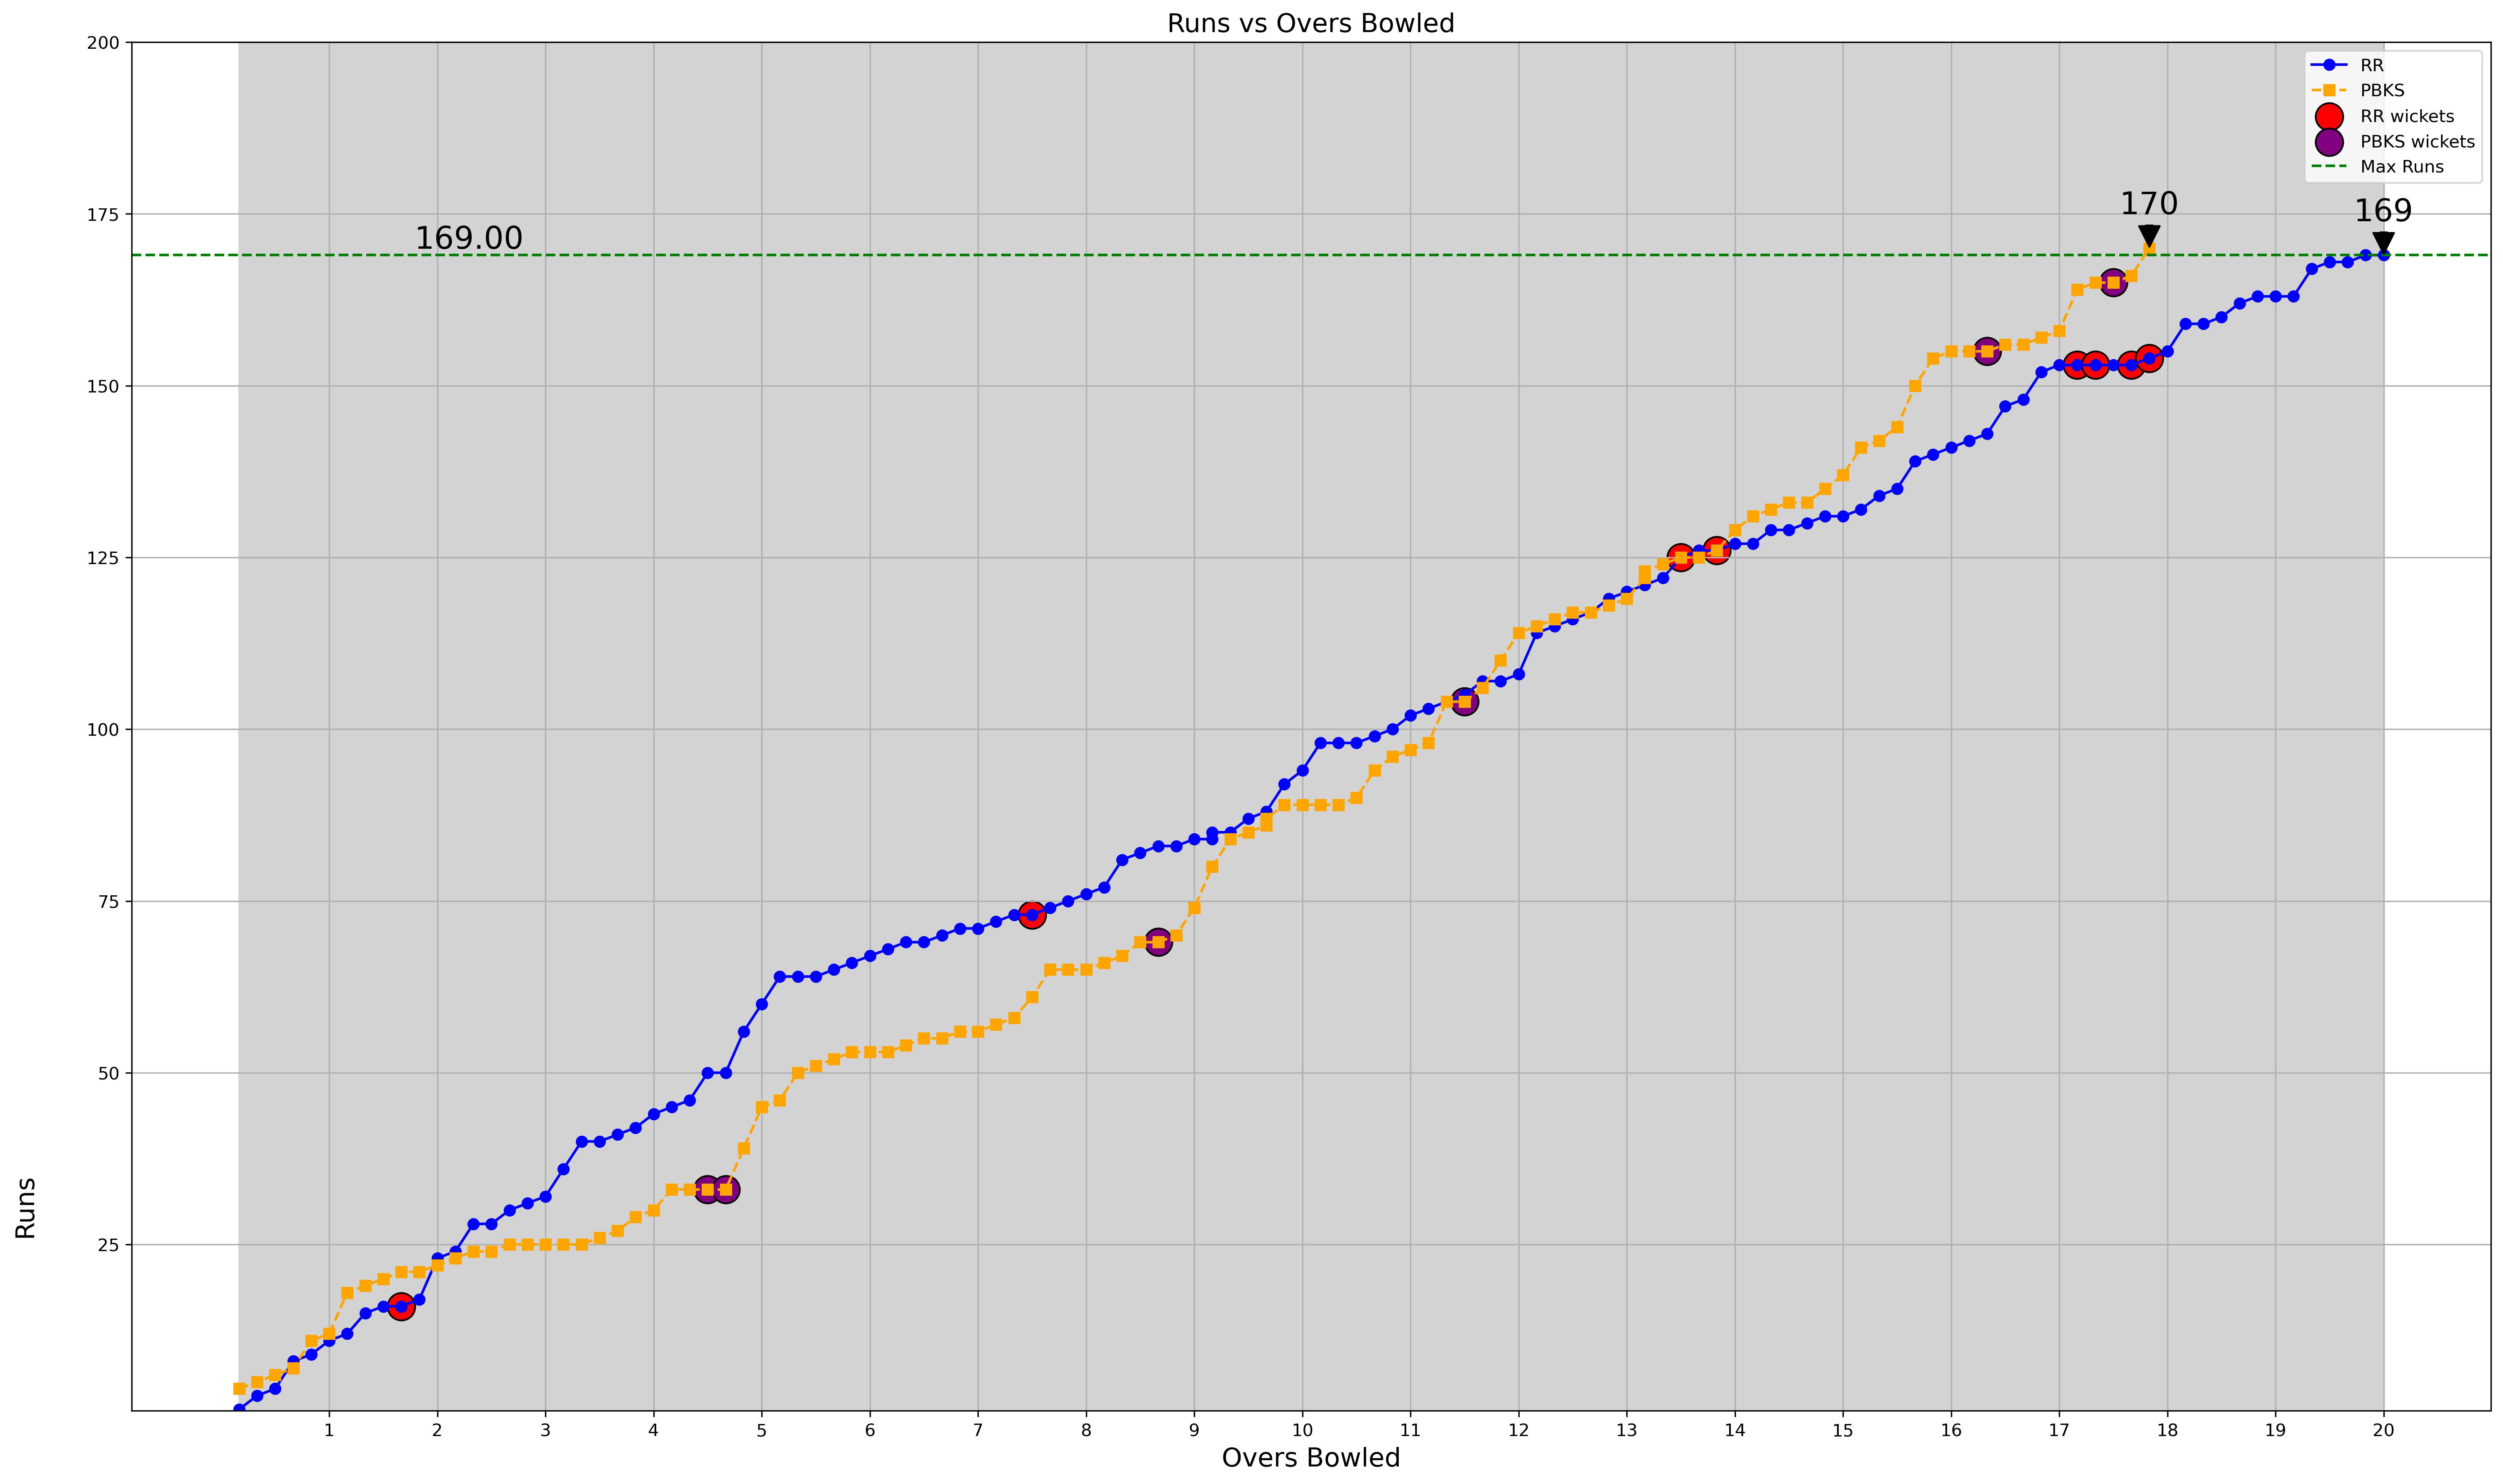 Runs vs Overs Bowled
RR
PBKS
RR wickets
PBKS wickets
Max Runs
170
169
169.00
200
175
150
125
100
75
50
25
Runs
1 2 3 4 5 6 7 8 9 10 11 12 13 14 15 16 17 18 19 20
Overs Bowled